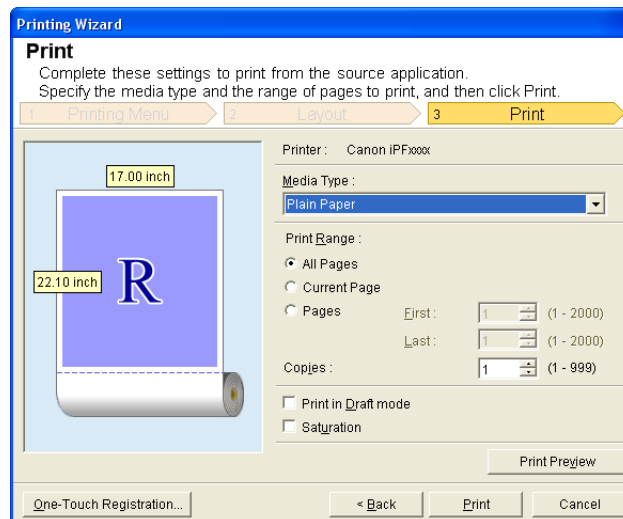 Printing Wizard
Print
Complete these settings to print from the source application.
Specify the media type and the range of pages to print, and then click Print.
1 Printing Menu 2 Layout 3 Print
17.00 inch
22.10 inch
R
Printer : Canon iPFxxxx
Media Type :
Plain Paper
Print Range :
All Pages
Current Page
Pages First : 1 (1 - 2000)
Last : 1 (1 - 2000)
Copies : 1 (1 - 999)
Print in Draft mode
Saturation
Print Preview
One-Touch Registration... < Back Print Cancel